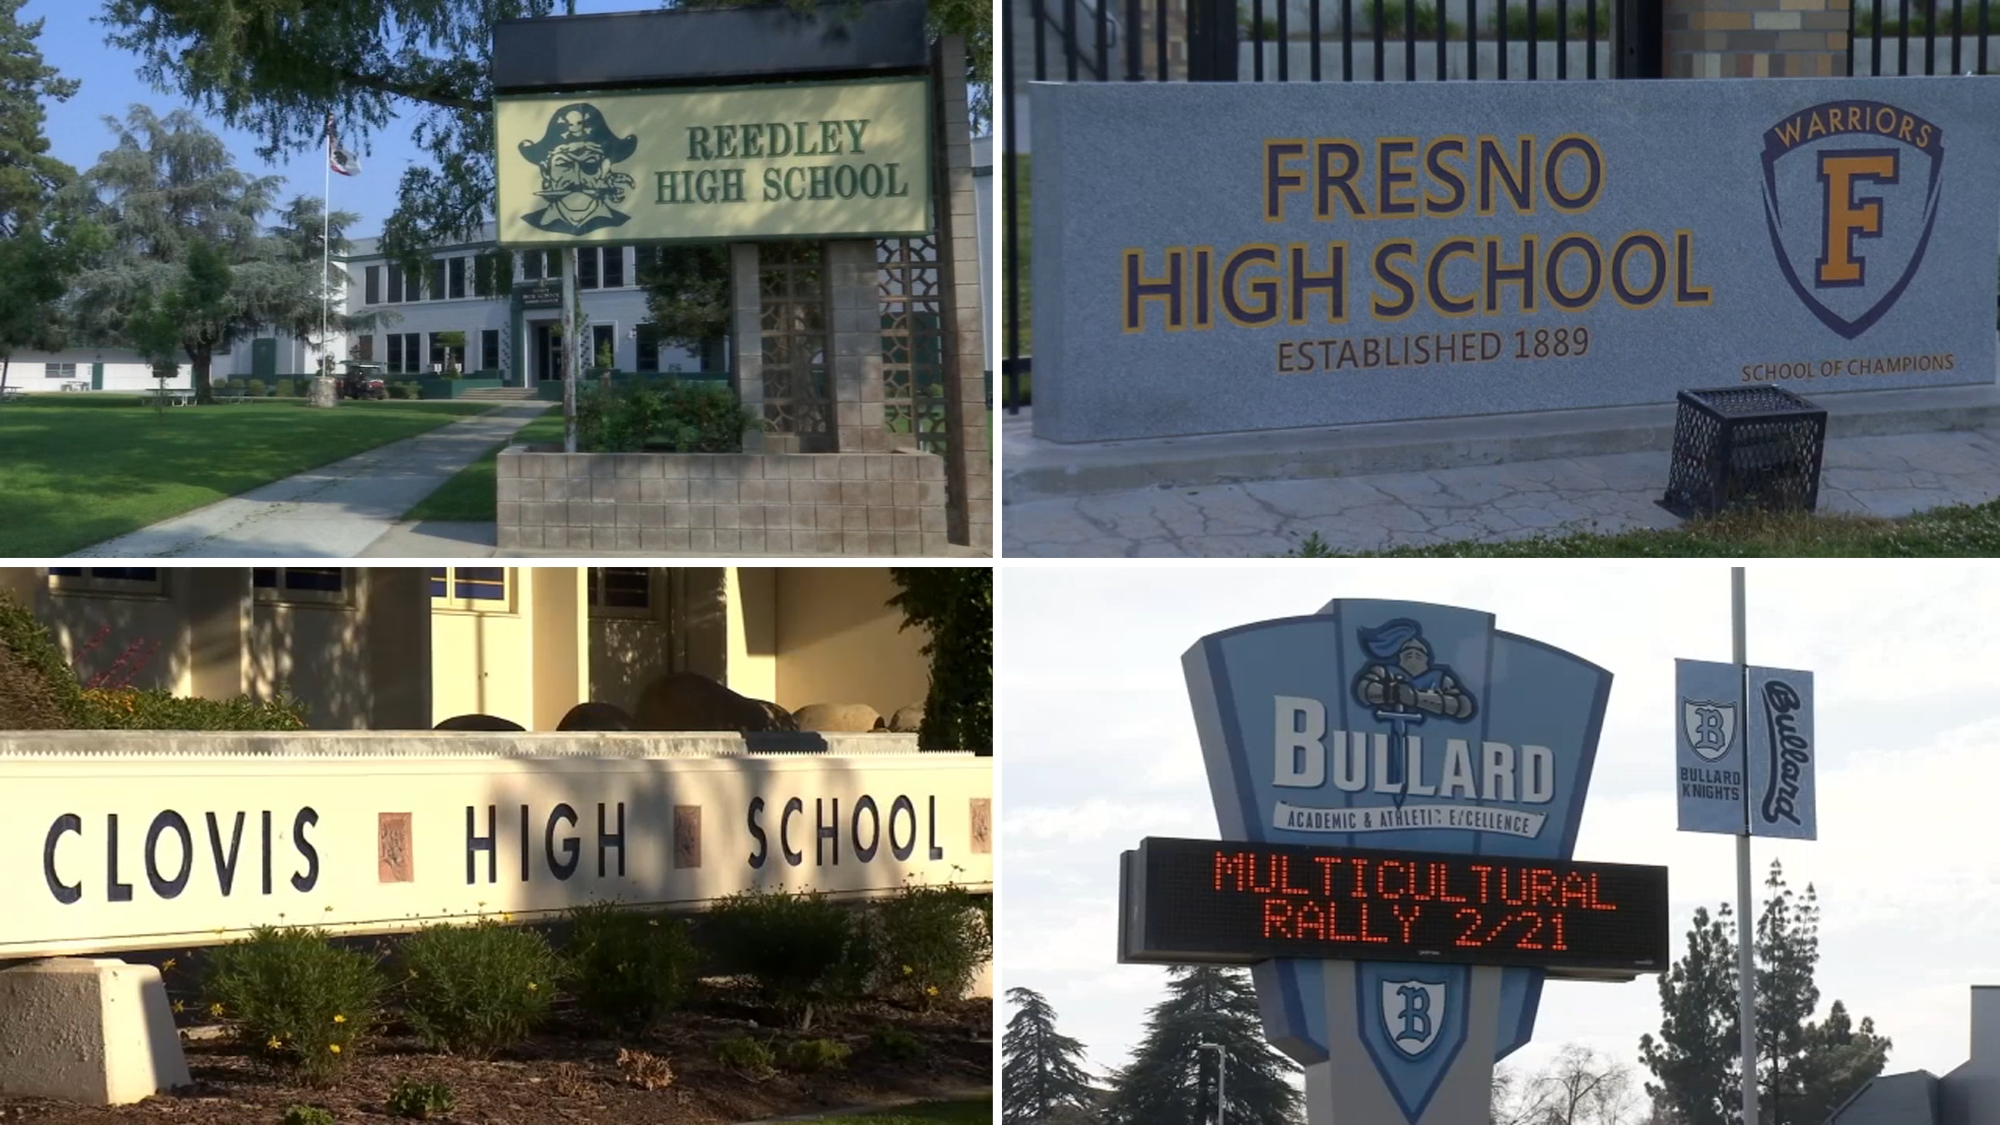 REEDLEY
HIGH SCHOOL
FRESNO
HIGH SCHOOL
ESTABLISHED 1889
WARRIORS
F
SCHOOL OF CHAMPIONS
CLOVIS HIGH SCHOOL
BULLARD
ACADEMIC & ATHLETIC EXCELLENCE
MULTICULTURAL
RALLY 2/21
B
B
BULLARD
KNIGHTS
Bullard